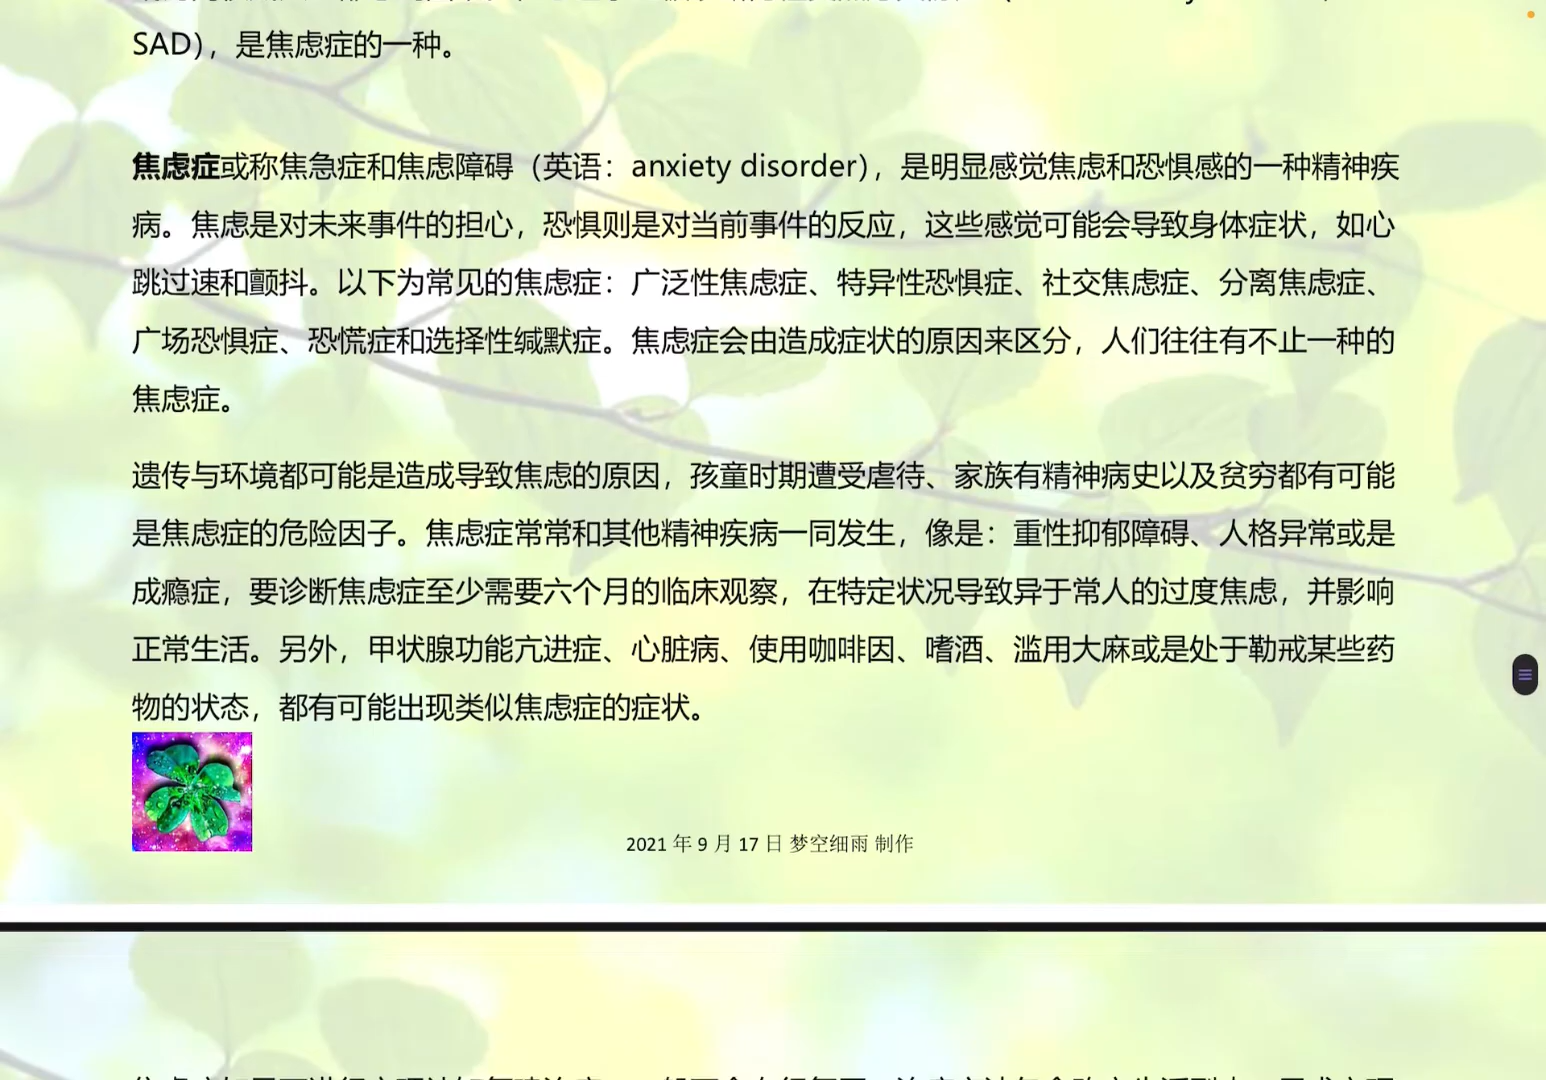 SAD），是焦虑症的一种。
焦虑症或称焦急症和焦虑障碍（英语：anxiety disorder），是明显感觉焦虑和恐惧感的一种精神疾
病。焦虑是对未来事件的担心，恐惧则是对当前事件的反应，这些感觉可能会导致身体症状，如心
跳过速和颤抖。以下为常见的焦虑症：广泛性焦虑症、特异性恐惧症、社交焦虑症、分离焦虑症、
广场恐惧症、恐慌症和选择性缄默症。焦虑症会由造成症状的原因来区分，人们往往有不止一种的
焦虑症。
遗传与环境都可能是造成导致焦虑的原因，孩童时期遭受虐待、家族有精神病史以及贫穷都有可能
是焦虑症的危险因子。焦虑症常常和其他精神疾病一同发生，像是：重性抑郁障碍、人格异常或是
成瘾症，要诊断焦虑症至少需要六个月的临床观察，在特定状况导致异于常人的过度焦虑，并影响
正常生活。另外，甲状腺功能亢进症、心脏病、使用咖啡因、嗜酒、滥用大麻或是处于勒戒某些药
物的状态，都有可能出现类似焦虑症的症状。
2021 年 9 月 17 日 梦空细雨 制作